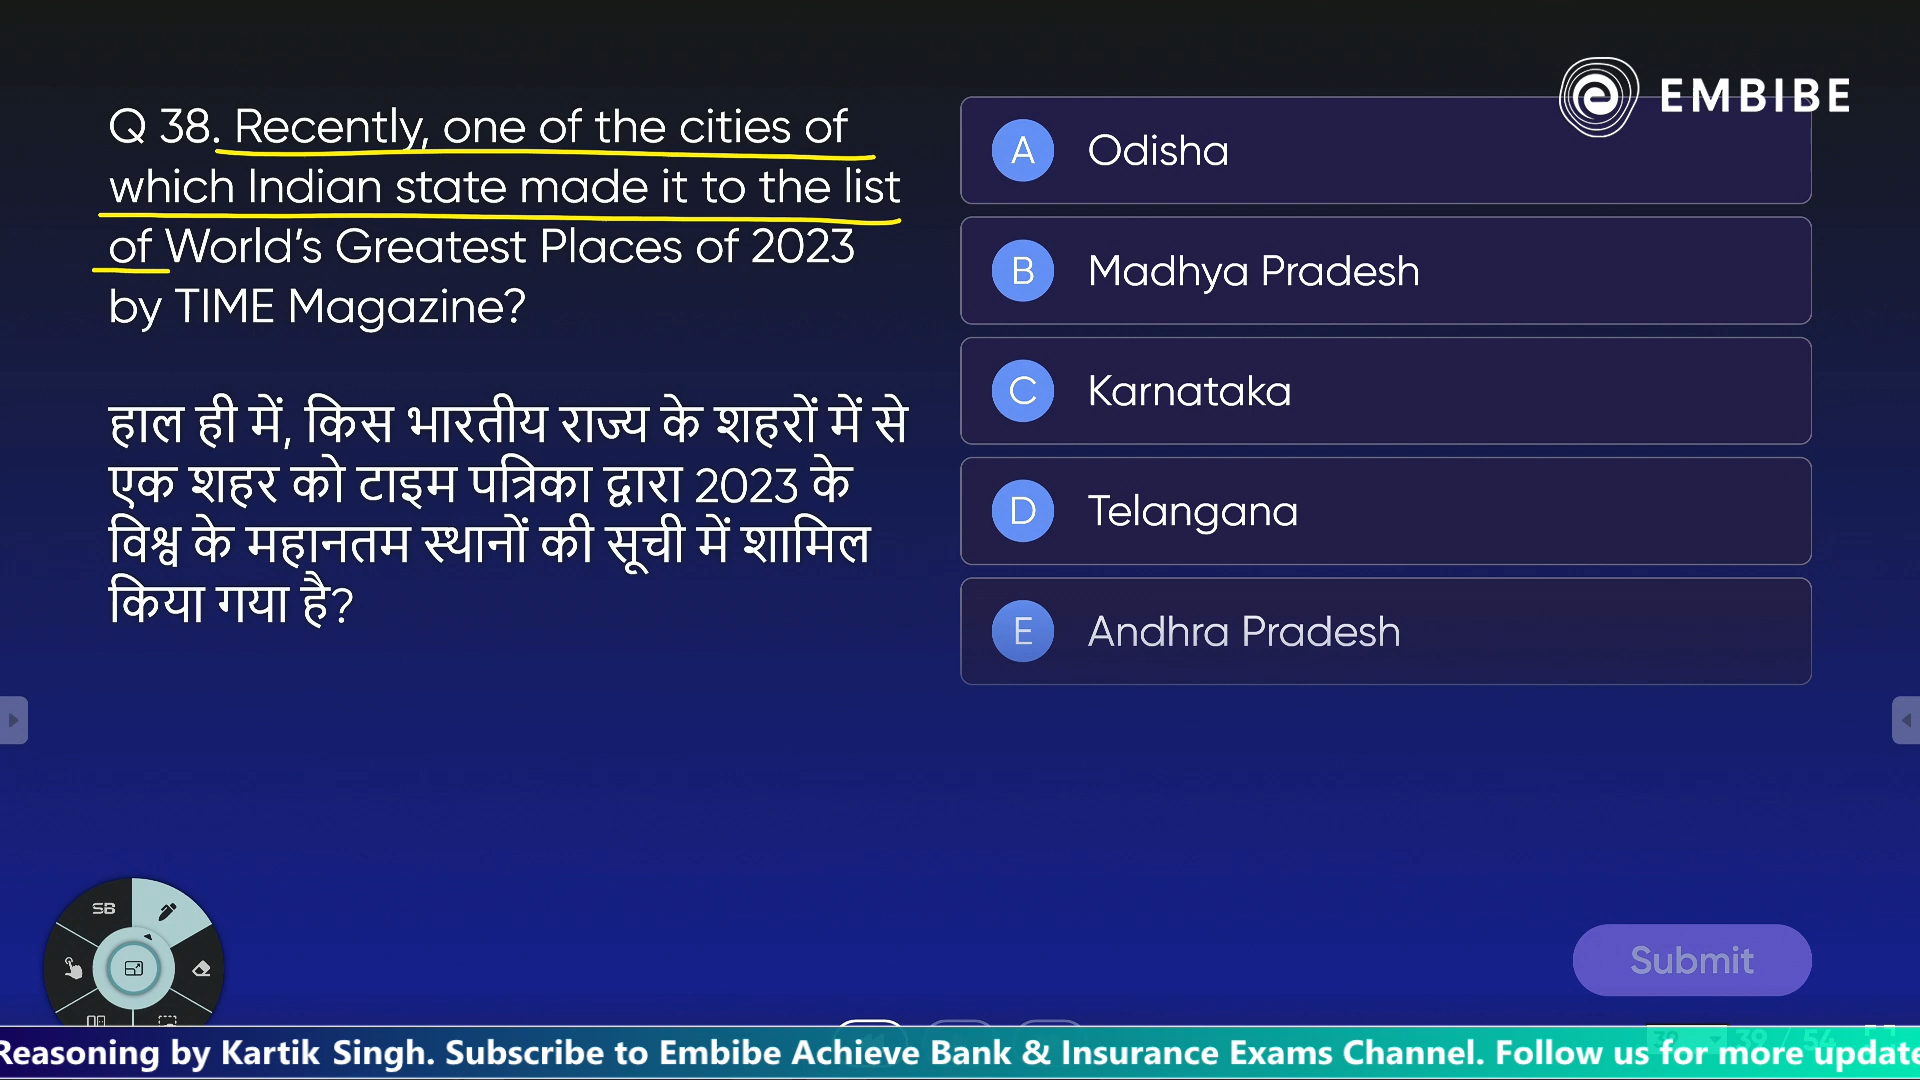 EMBIBE
Q 38. Recently, one of the cities of
which Indian state made it to the list
of World's Greatest Places of 2023
by TIME Magazine?
हाल ही में, किस भारतीय राज्य के शहरों में से
एक शहर को टाइम पत्रिका द्वारा 2023 के
विश्व के महानतम स्थानों की सूची में शामिल
किया गया है?
A Odisha
B Madhya Pradesh
C Karnataka
D Telangana
E Andhra Pradesh
SB
Submit
39 / 54
Reasoning by Kartik Singh. Subscribe to Embibe Achieve Bank & Insurance Exams Channel. Follow us for more update